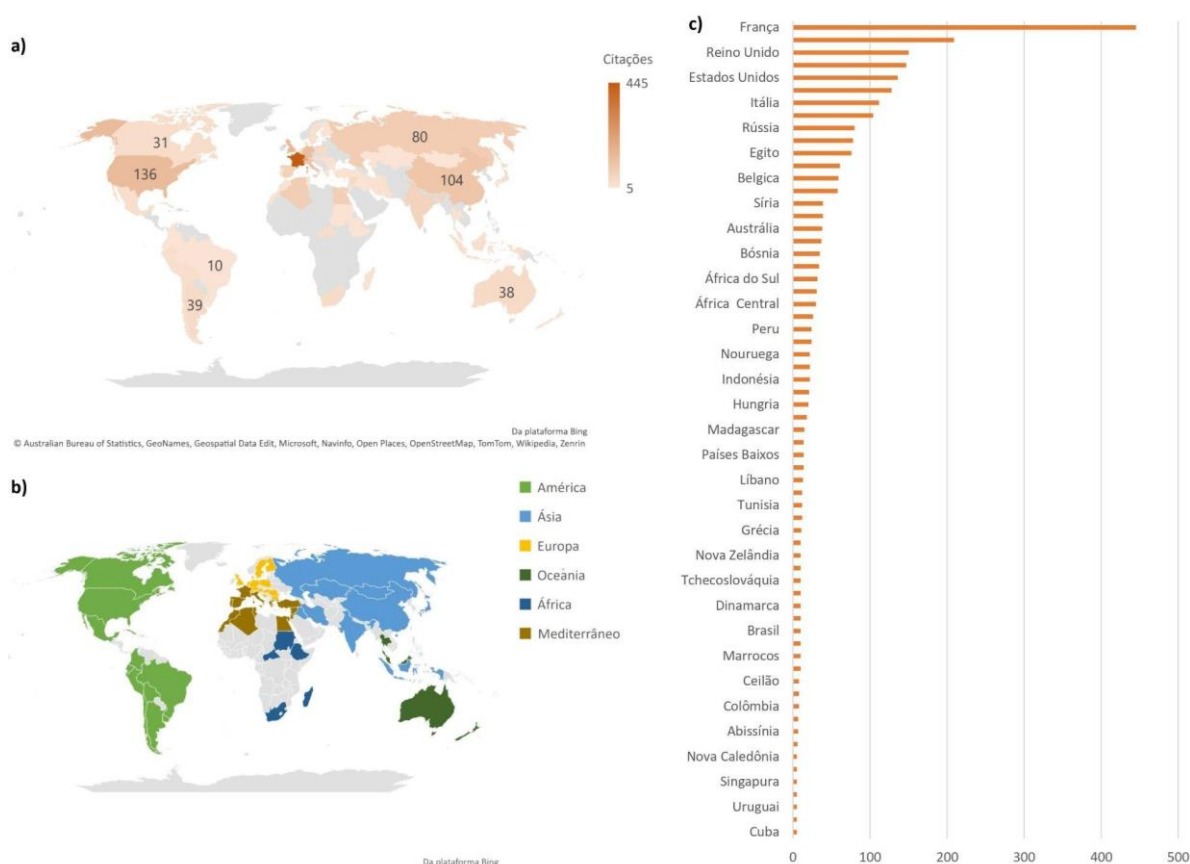 a)
Citações
445
5
31
136
80
104
10
39
38
Da plataforma Bing
© Australian Bureau of Statistics, GeoNames, Geospatial Data Edit, Microsoft, Navinfo, Open Places, OpenStreetMap, TomTom, Wikipedia, Zenrin
b)
América
Ásia
Europa
Oceânia
África
Mediterrâneo
Da plataforma Bing
c)
França
Reino Unido
Estados Unidos
Itália
Rússia
Egito
Belgica
Síria
Austrália
Bósnia
África do Sul
África Central
Peru
Nouruega
Indonésia
Hungria
Madagascar
Países Baixos
Líbano
Tunisia
Grécia
Nova Zelândia
Tchecoslováquia
Dinamarca
Brasil
Marrocos
Ceilão
Colômbia
Abissínia
Nova Caledônia
Singapura
Uruguai
Cuba
0 100 200 300 400 500